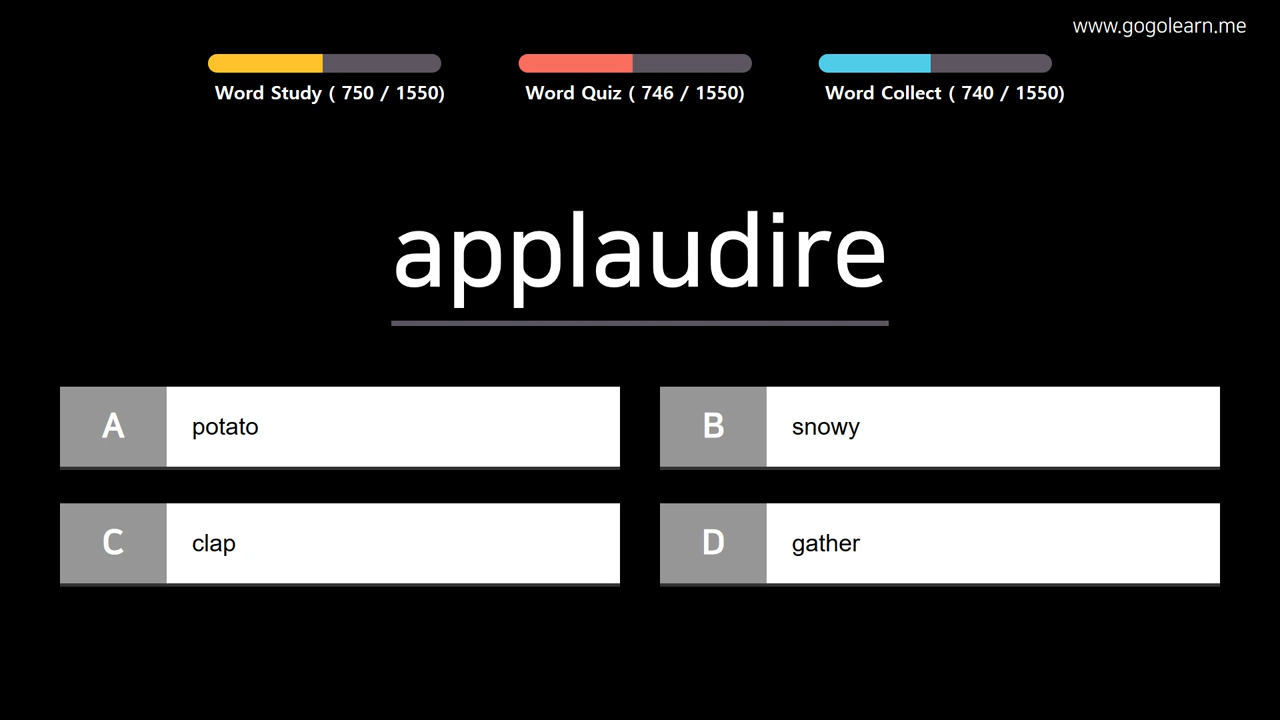 www.gogolearn.me
Word Study ( 750 / 1550)
Word Quiz ( 746 / 1550)
Word Collect ( 740 / 1550)
applaudire
A potato
B snowy
C clap
D gather